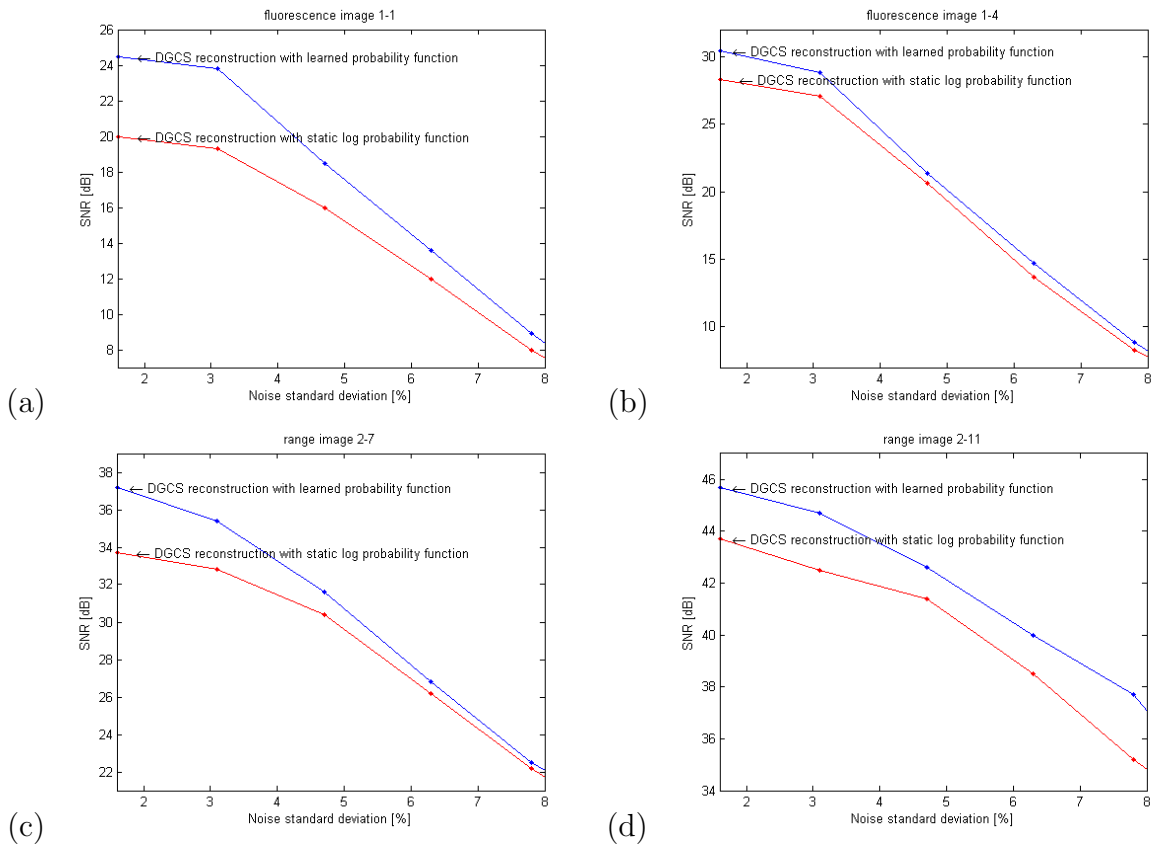 fluorescence image 1-1
26
24
22
20
18
16
14
12
10
8
SNR [dB]
← DGCS reconstruction with learned probability function
← DGCS reconstruction with static log probability function
2 3 4 5 6 7 8
Noise standard deviation [%]
(a)
fluorescence image 1-4
30
25
20
15
10
SNR [dB]
← DGCS reconstruction with learned probability function
← DGCS reconstruction with static log probability function
2 3 4 5 6 7 8
Noise standard deviation [%]
(b)
range image 2-7
38
36
34
32
30
28
26
24
22
SNR [dB]
← DGCS reconstruction with learned probability function
← DGCS reconstruction with static log probability function
2 3 4 5 6 7 8
Noise standard deviation [%]
(c)
range image 2-11
46
44
42
40
38
36
34
SNR [dB]
← DGCS reconstruction with learned probability function
← DGCS reconstruction with static log probability function
2 3 4 5 6 7 8
Noise standard deviation [%]
(d)